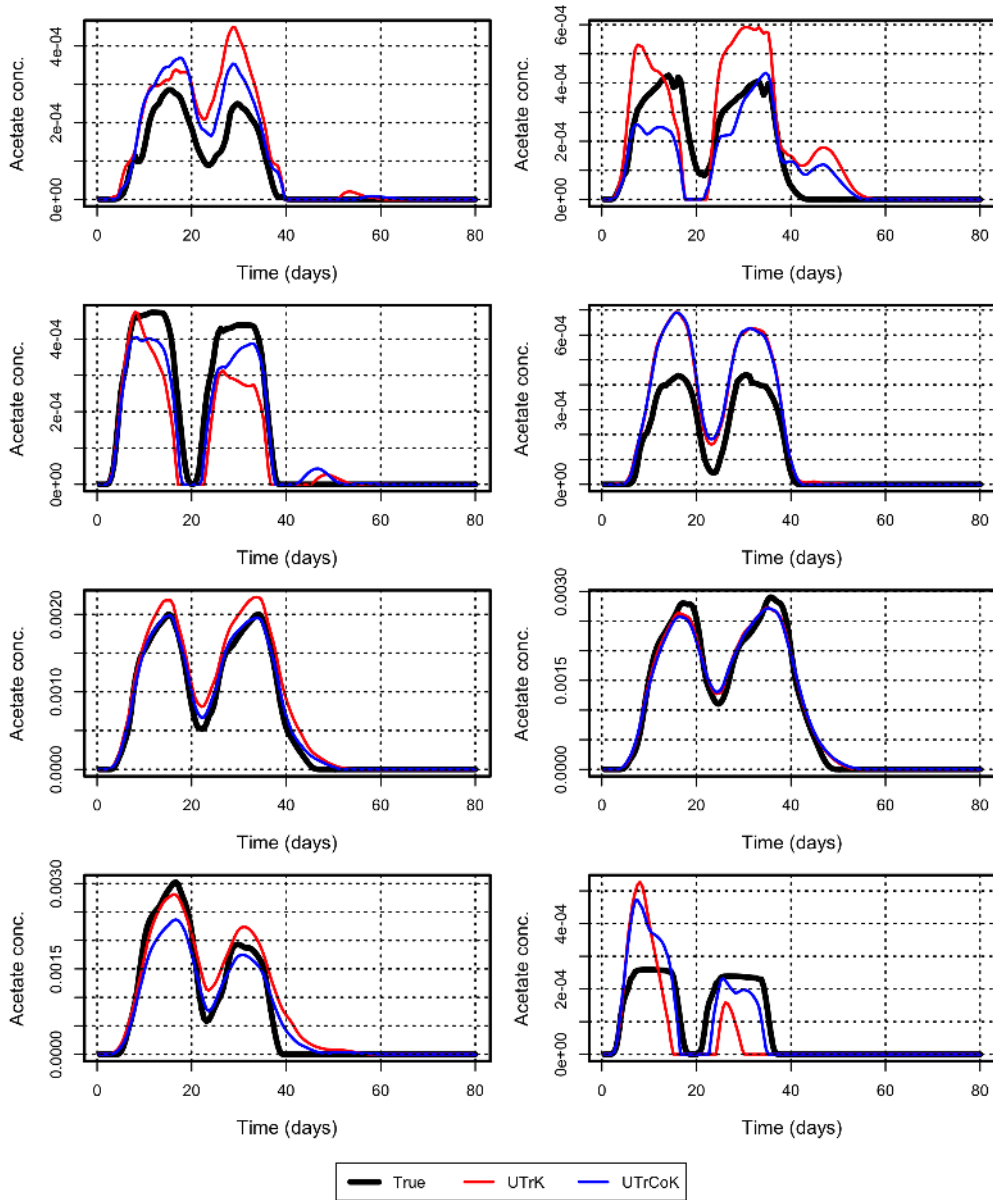 Acetate conc.
0e+00 2e-04 4e-04
0 20 40 60 80
Time (days)
Acetate conc.
0e+00 2e-04 4e-04 6e-04
0 20 40 60 80
Time (days)
Acetate conc.
0e+00 2e-04 4e-04
0 20 40 60 80
Time (days)
Acetate conc.
0e+00 3e-04 6e-04
0 20 40 60 80
Time (days)
Acetate conc.
0.0000 0.0010 0.0020
0 20 40 60 80
Time (days)
Acetate conc.
0.0000 0.0015 0.0030
0 20 40 60 80
Time (days)
Acetate conc.
0.0000 0.0015 0.0030
0 20 40 60 80
Time (days)
Acetate conc.
0e+00 2e-04 4e-04
0 20 40 60 80
Time (days)
True UTrK UTrCoK